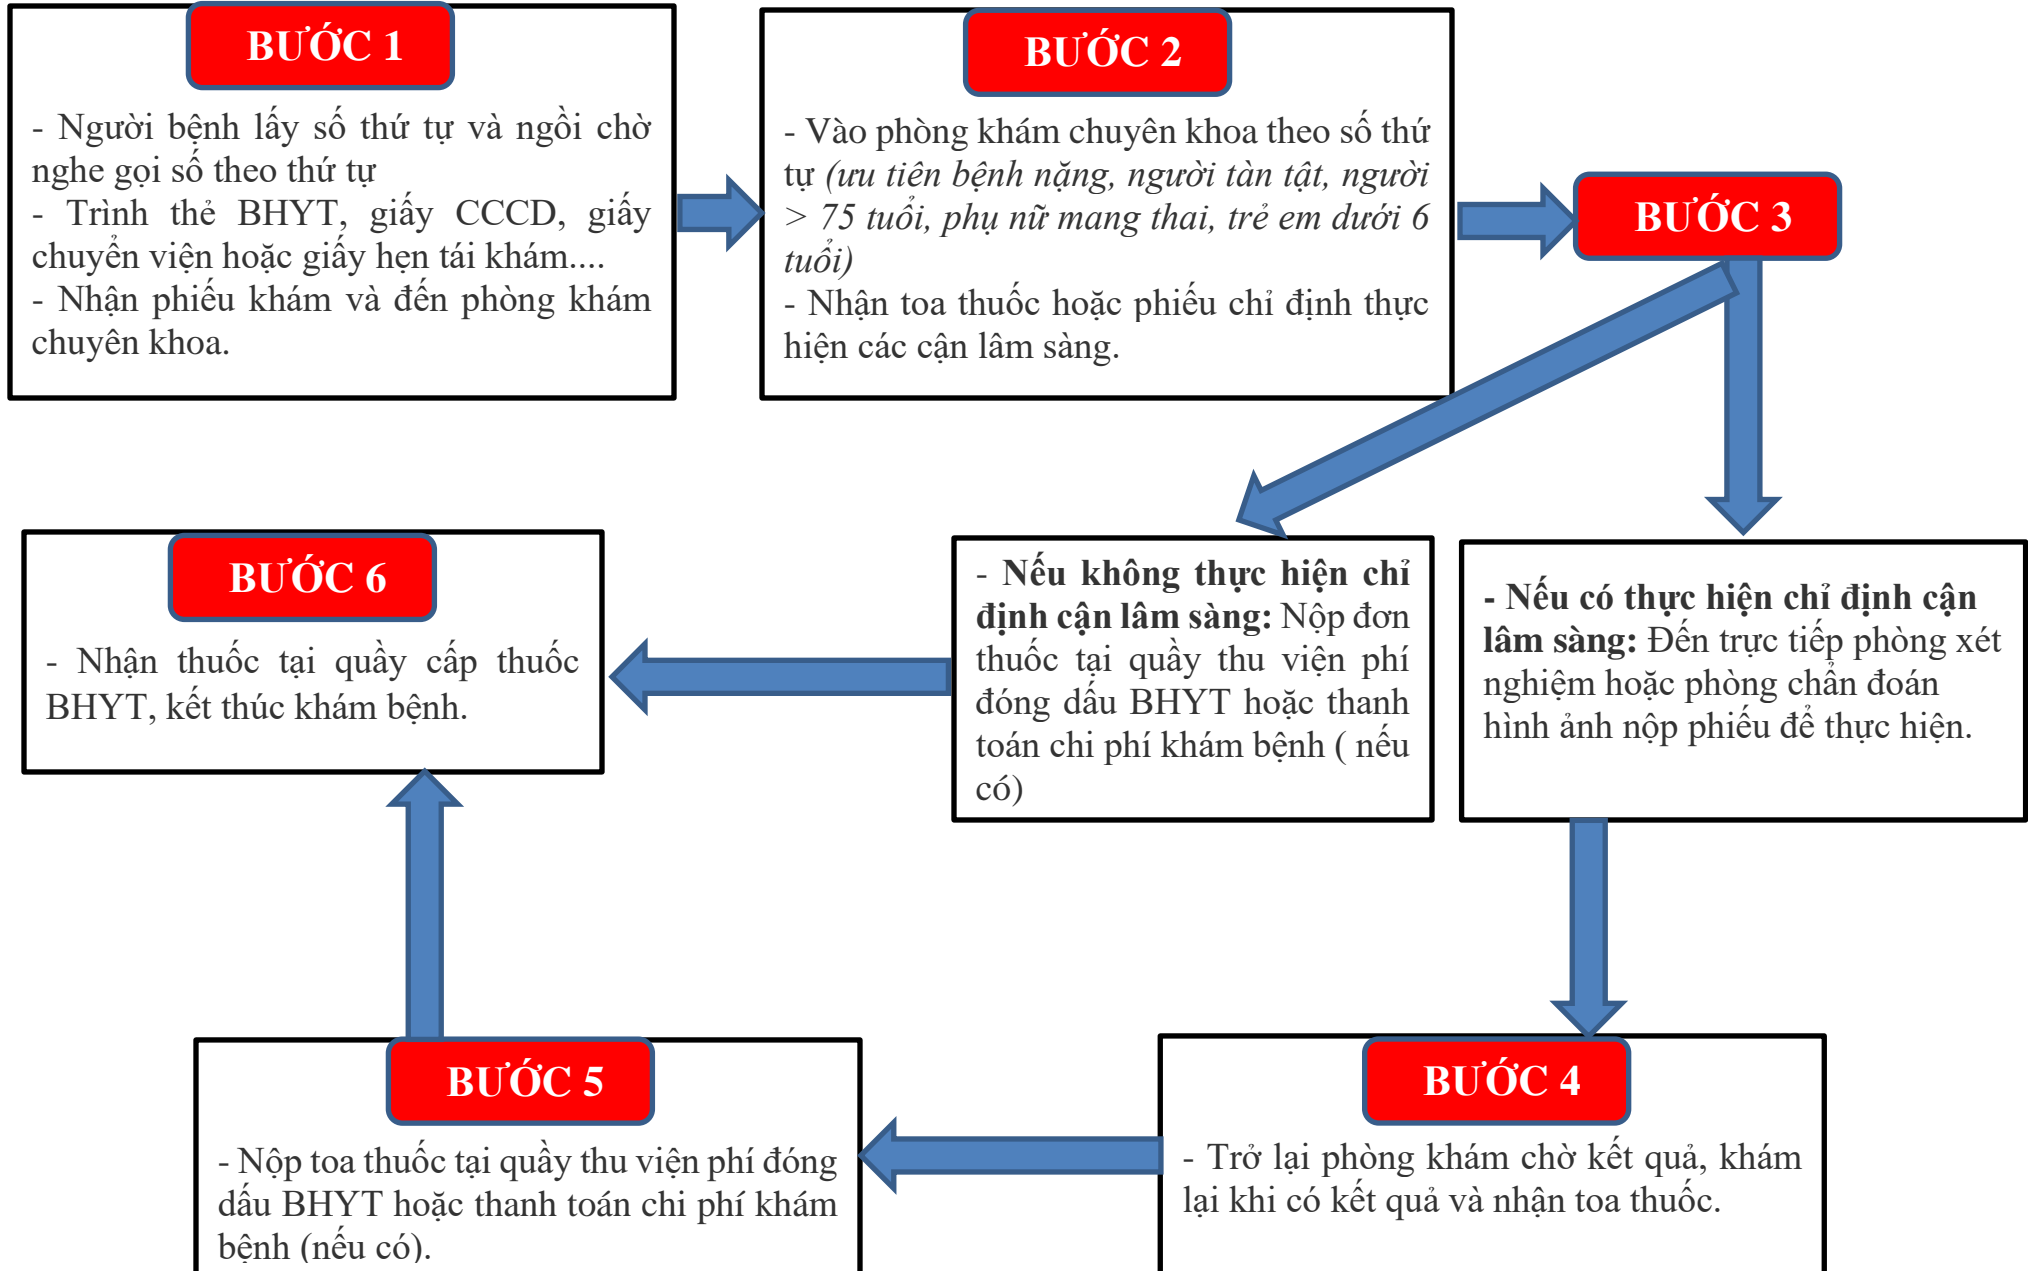 BƯỚC 1
- Người bệnh lấy số thứ tự và ngồi chờ
nghe gọi số theo thứ tự
- Trình thẻ BHYT, giấy CCCD, giấy
chuyển viện hoặc giấy hẹn tái khám....
- Nhận phiếu khám và đến phòng khám
chuyên khoa.
BƯỚC 2
- Vào phòng khám chuyên khoa theo số thứ
tự (ưu tiên bệnh nặng, người tàn tật, người
> 75 tuổi, phụ nữ mang thai, trẻ em dưới 6
tuổi)
- Nhận toa thuốc hoặc phiếu chỉ định thực
hiện các cận lâm sàng.
BƯỚC 3
- Nếu không thực hiện chỉ
định cận lâm sàng: Nộp đơn
thuốc tại quầy thu viện phí
đóng dấu BHYT hoặc thanh
toán chi phí khám bệnh ( nếu
có)
- Nếu có thực hiện chỉ định cận
lâm sàng: Đến trực tiếp phòng xét
nghiệm hoặc phòng chẩn đoán
hình ảnh nộp phiếu để thực hiện.
BƯỚC 4
- Trở lại phòng khám chờ kết quả, khám
lại khi có kết quả và nhận toa thuốc.
BƯỚC 5
- Nộp toa thuốc tại quầy thu viện phí đóng
dấu BHYT hoặc thanh toán chi phí khám
bệnh (nếu có).
BƯỚC 6
- Nhận thuốc tại quầy cấp thuốc
BHYT, kết thúc khám bệnh.